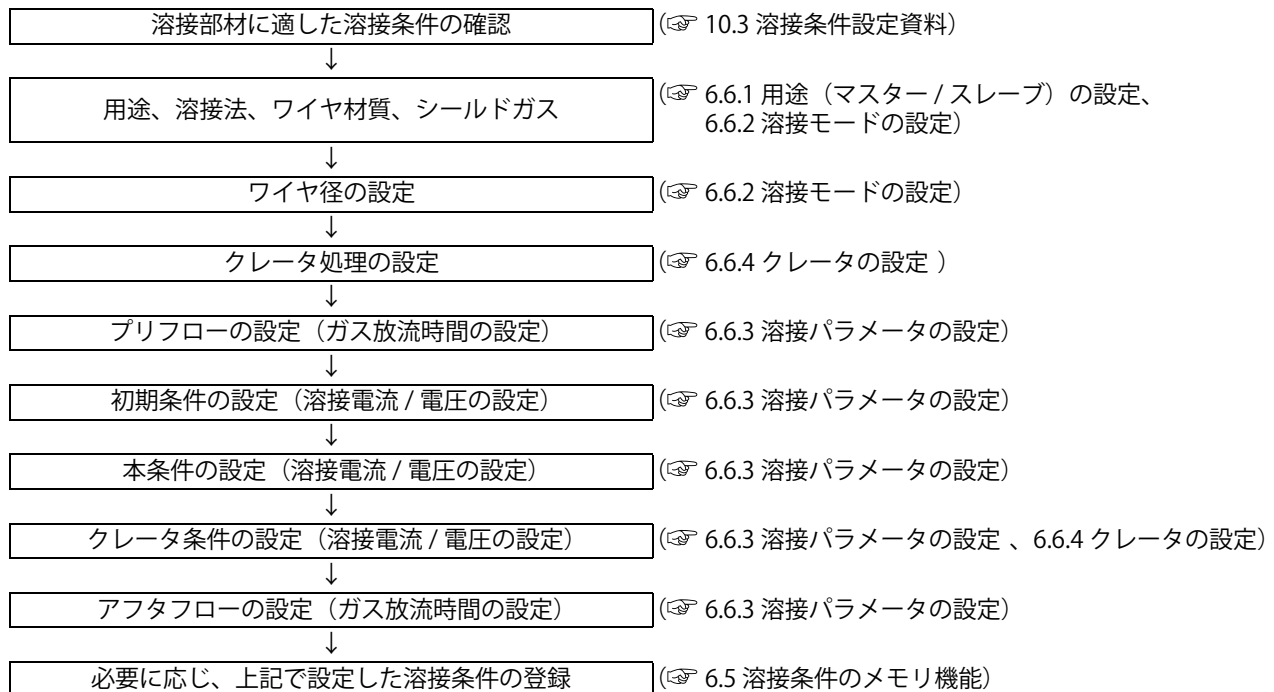 溶接部材に適した溶接条件の確認 (☞ 10.3 溶接条件設定資料)
↓
用途、溶接法、ワイヤ材質、シールドガス (☞ 6.6.1 用途（マスター / スレーブ）の設定、
6.6.2 溶接モードの設定)
↓
ワイヤ径の設定 (☞ 6.6.2 溶接モードの設定)
↓
クレータ処理の設定 (☞ 6.6.4 クレータの設定 )
↓
プリフローの設定（ガス放流時間の設定） (☞ 6.6.3 溶接パラメータの設定)
↓
初期条件の設定（溶接電流 / 電圧の設定） (☞ 6.6.3 溶接パラメータの設定)
↓
本条件の設定（溶接電流 / 電圧の設定） (☞ 6.6.3 溶接パラメータの設定)
↓
クレータ条件の設定（溶接電流 / 電圧の設定） (☞ 6.6.3 溶接パラメータの設定 、6.6.4 クレータの設定)
↓
アフタフローの設定（ガス放流時間の設定） (☞ 6.6.3 溶接パラメータの設定)
↓
必要に応じ、上記で設定した溶接条件の登録 (☞ 6.5 溶接条件のメモリ機能)